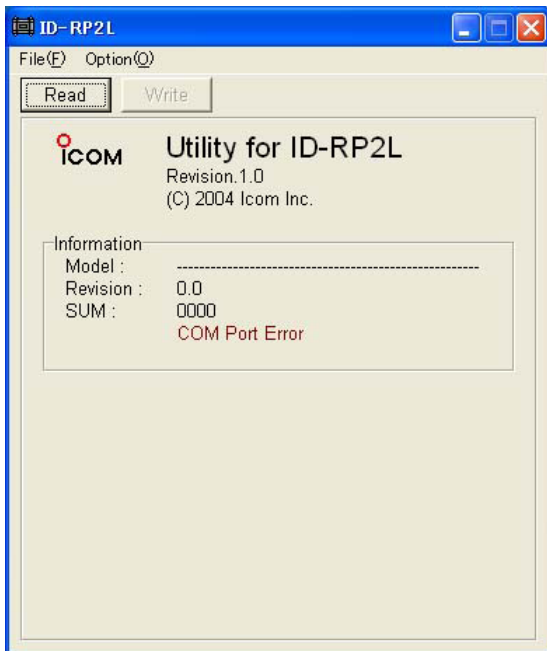 ID-RP2L
File(F) Option(O)
Read Write
ICOM Utility for ID-RP2L
Revision.1.0
(C) 2004 Icom Inc.
Information
Model : -------------------------------------------------------
Revision : 0.0
SUM : 0000
COM Port Error